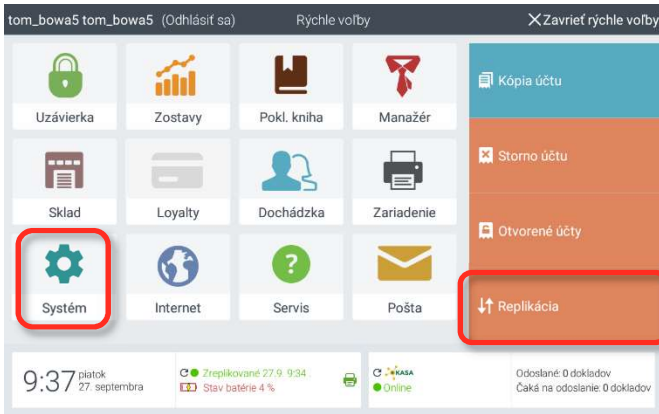 tom_bowa5 tom_bowa5 (Odhlásiť sa) Rýchle voľby Zavrieť rýchle voľby
Uzávierka Zostavy Pokl. kniha Manažér
Kópia účtu
Storno účtu
Sklad Loyalty Dochádzka Zariadenie
Otvorené účty
Systém Internet Servis Pošta
Replikácia
9:37 piatok
27. septembra
Zreplikované 27.9. 9:34 .
Stav batérie 4 %
KASA
Online
Odoslané: 0 dokladov
Čaká na odoslanie: 0 dokladov